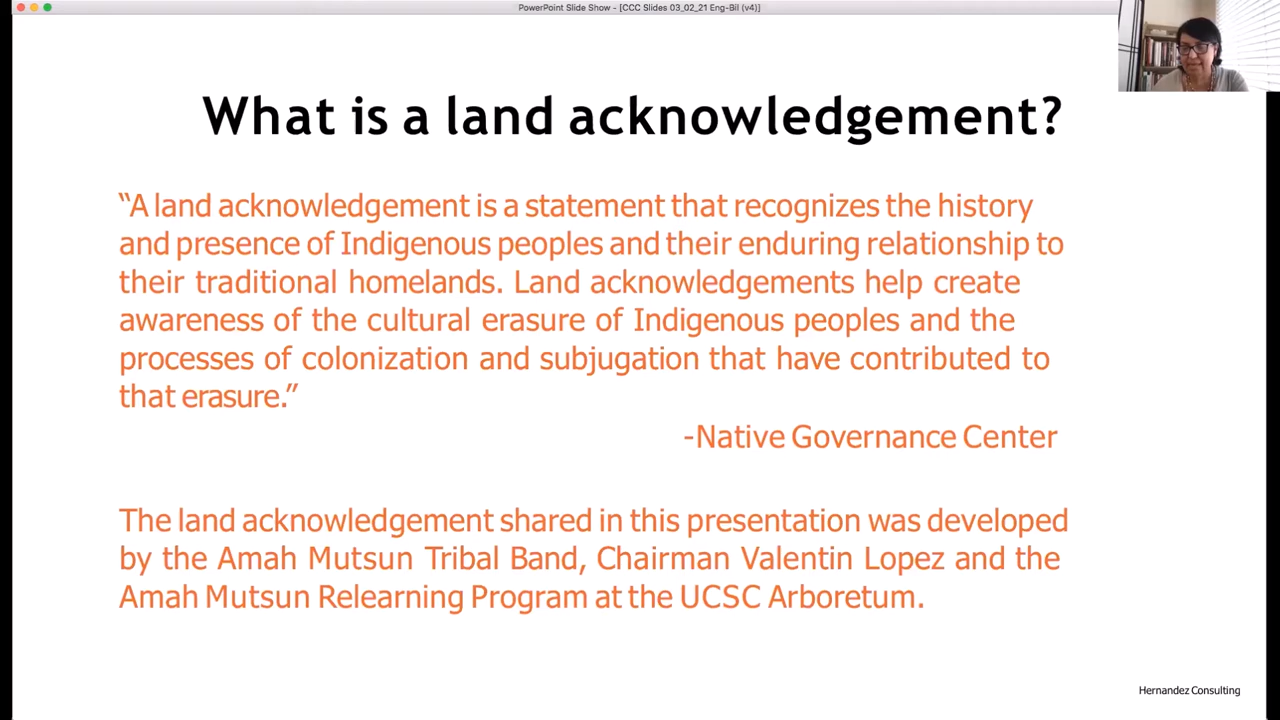 PowerPoint Slide Show - [CCC Slides 03_02_21 Eng-Bil (v4)]
What is a land acknowledgement?
“A land acknowledgement is a statement that recognizes the history
and presence of Indigenous peoples and their enduring relationship to
their traditional homelands. Land acknowledgements help create
awareness of the cultural erasure of Indigenous peoples and the
processes of colonization and subjugation that have contributed to
that erasure.”
-Native Governance Center
The land acknowledgement shared in this presentation was developed
by the Amah Mutsun Tribal Band, Chairman Valentin Lopez and the
Amah Mutsun Relearning Program at the UCSC Arboretum.
Hernandez Consulting